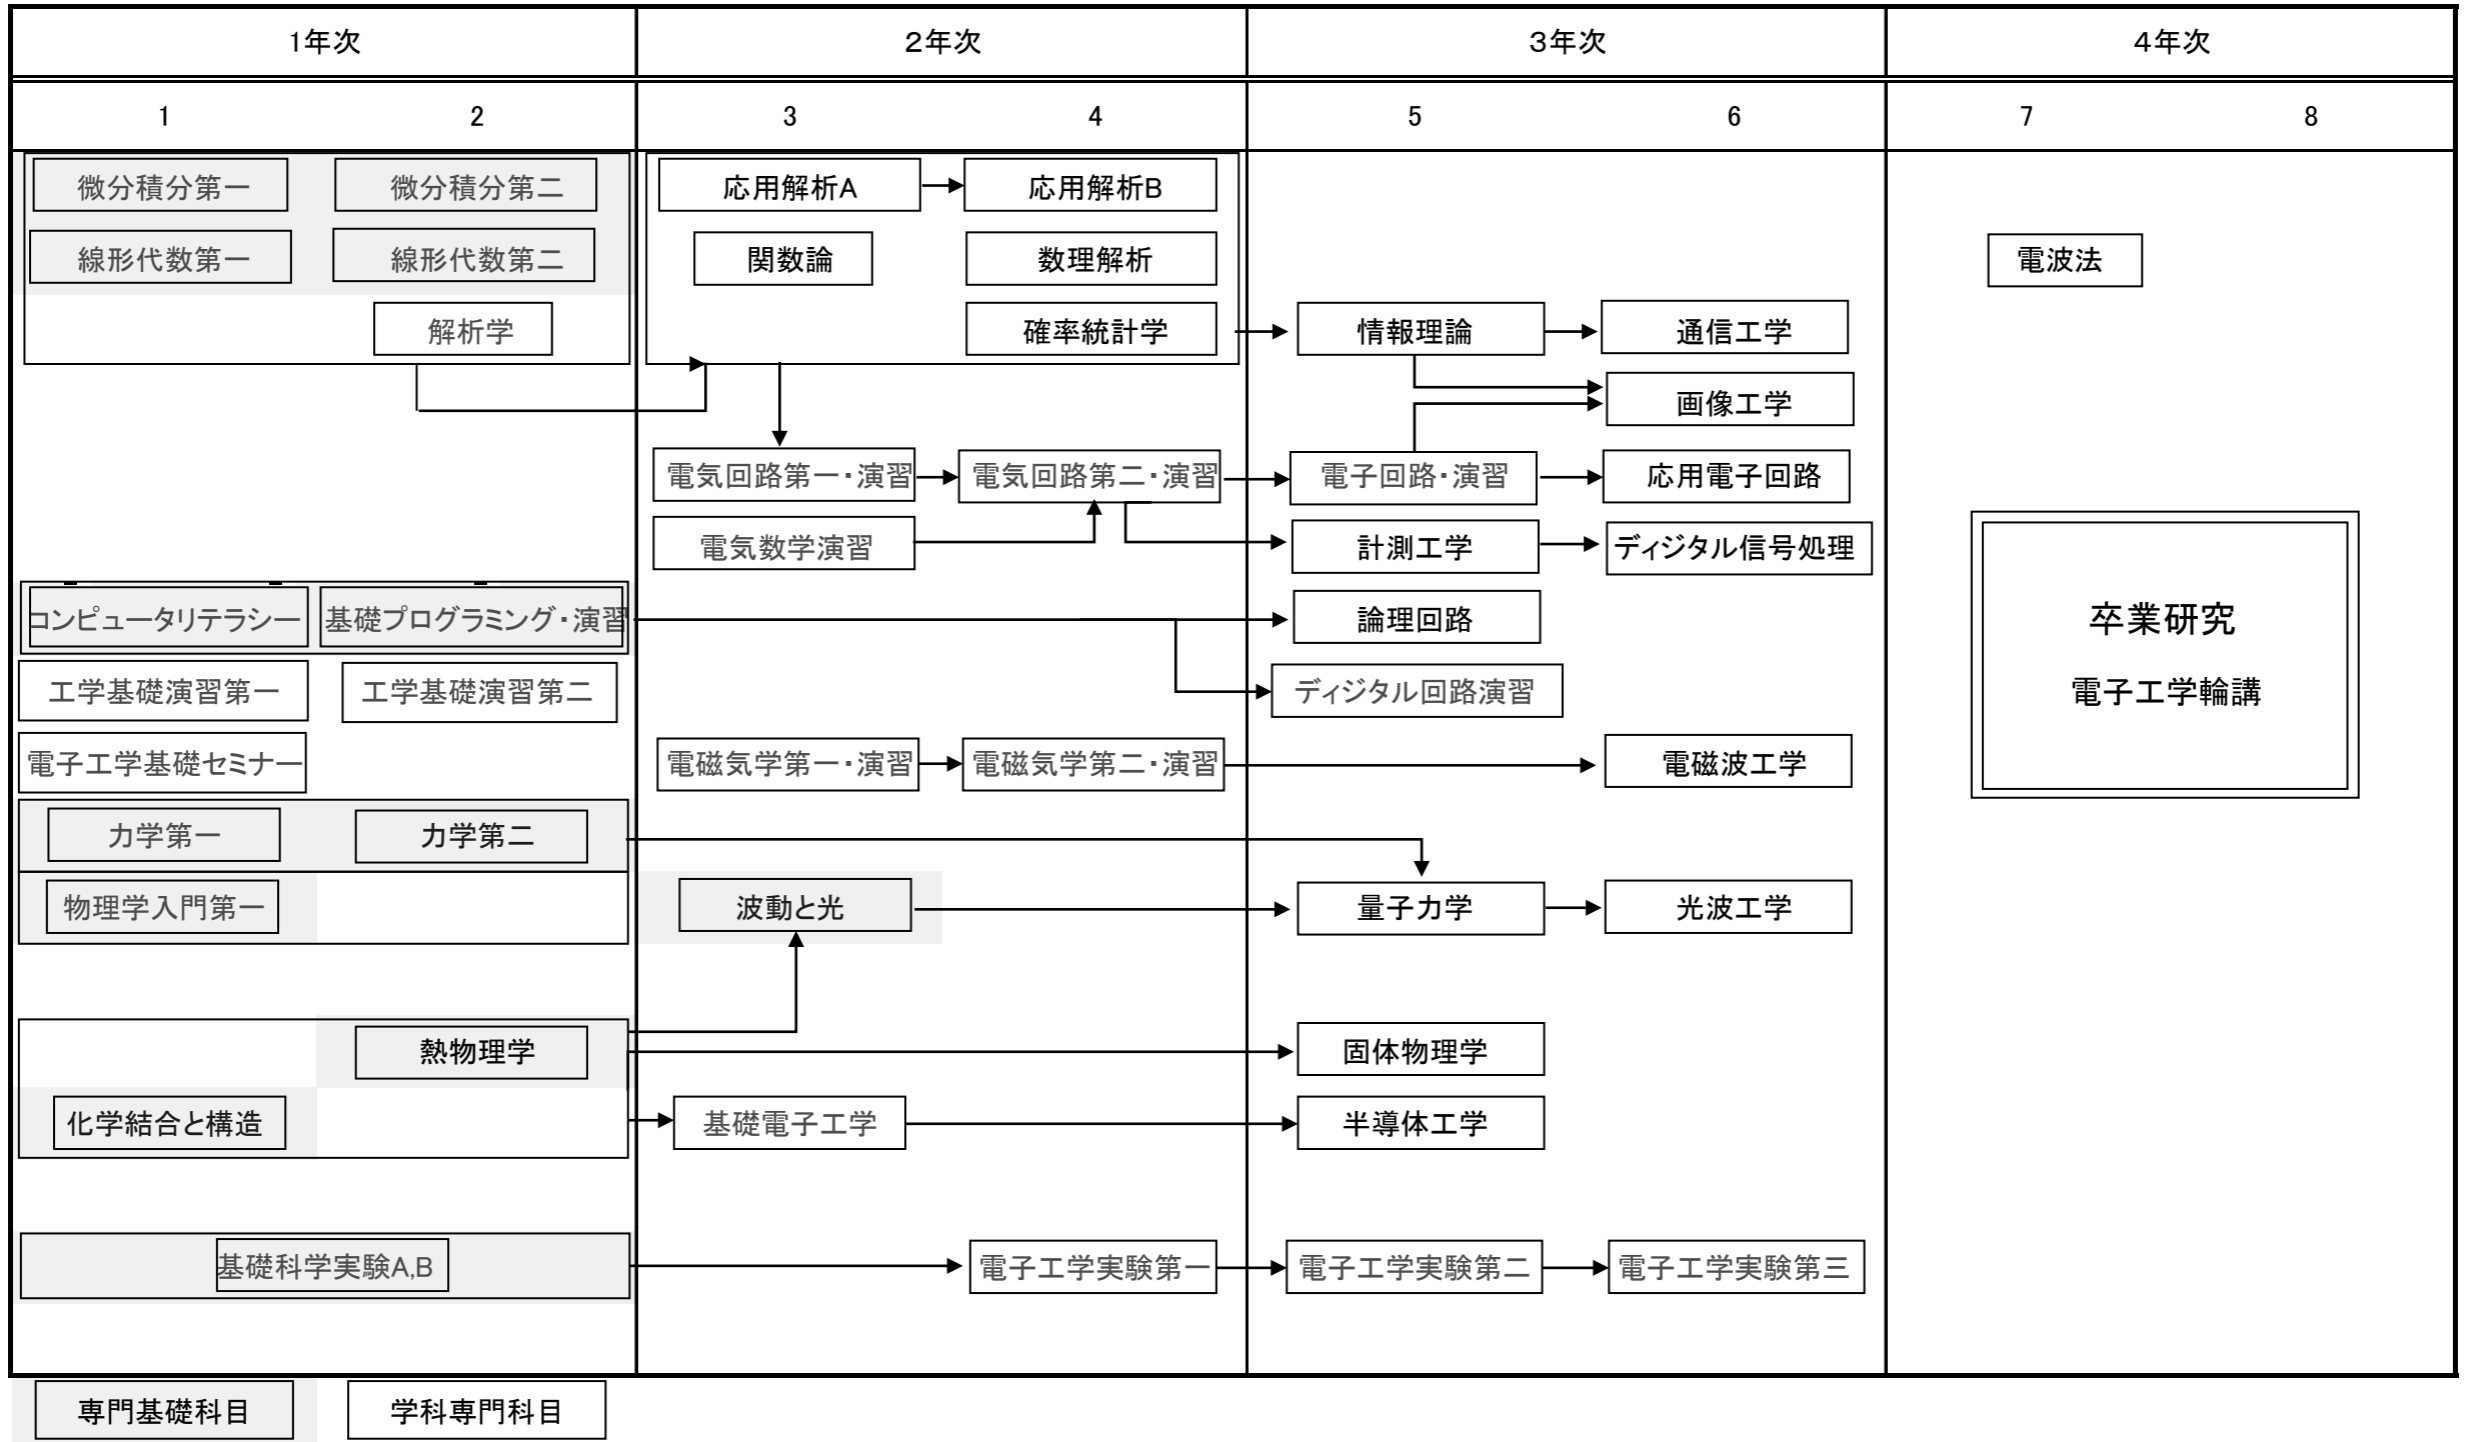 1年次 2年次 3年次 4年次
1 2 3 4 5 6 7 8
微分積分第一 微分積分第二 応用解析A 応用解析B
線形代数第一 線形代数第二 関数論 数理解析 電波法
解析学 確率統計学 情報理論 通信工学
画像工学
電気回路第一・演習 電気回路第二・演習 電子回路・演習 応用電子回路
電気数学演習 計測工学 ディジタル信号処理
コンピュータリテラシー 基礎プログラミング・演習 論理回路 卒業研究
工学基礎演習第一 工学基礎演習第二 ディジタル回路演習 電子工学輪講
電子工学基礎セミナー 電磁気学第一・演習 電磁気学第二・演習 電磁波工学
力学第一 力学第二
物理学入門第一 波動と光 量子力学 光波工学
熱物理学 固体物理学
化学結合と構造 基礎電子工学 半導体工学
基礎科学実験A,B 電子工学実験第一 電子工学実験第二 電子工学実験第三
専門基礎科目 学科専門科目